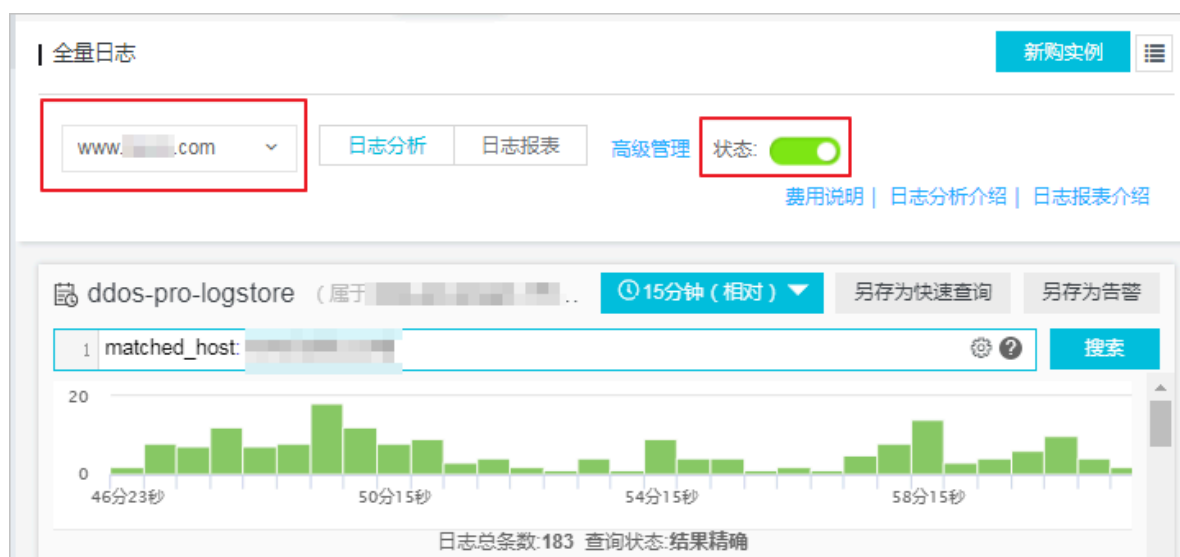 全量日志
新购实例
www. .com
日志分析
日志报表
高级管理
状态:
费用说明| 日志分析介绍| 日志报表介绍
ddos-pro-logstore (属于 ..
15分钟(相对)
另存为快速查询
另存为告警
1 matched_host:
搜索
20
0
46分23秒 50分15秒 54分15秒 58分15秒
日志总条数:183 查询状态:结果精确